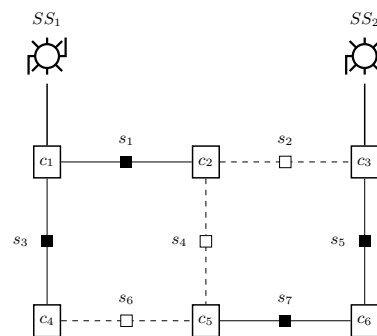 SS₁ SS₂
s₁ s₂
c₁ c₂ c₃
s₃ s₄ s₅
s₆ s₇
c₄ c₅ c₆